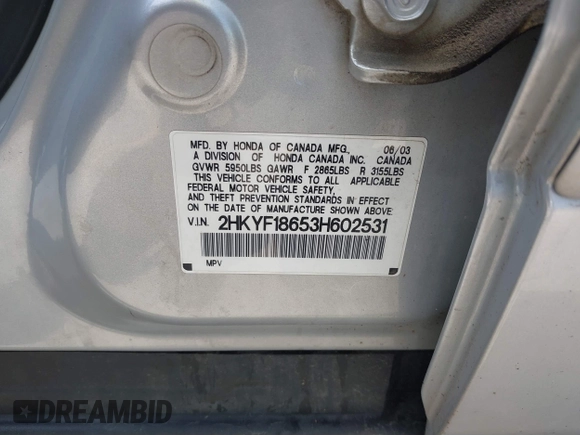 MFD. BY HONDA OF CANADA MFG., 06/03
A DIVISION OF HONDA CANADA INC. CANADA
GVWR 5950LBS GAWR F 2865LBS R 3155LBS
THIS VEHICLE CONFORMS TO ALL APPLICABLE
FEDERAL MOTOR VEHICLE SAFETY,
AND THEFT PREVENTION STANDARDS IN EFFECT
ON THE DATE OF MANUFACTURE SHOWN ABOVE.
V.I.N. 2HKYF18653H602531
MPV
DREAMBID